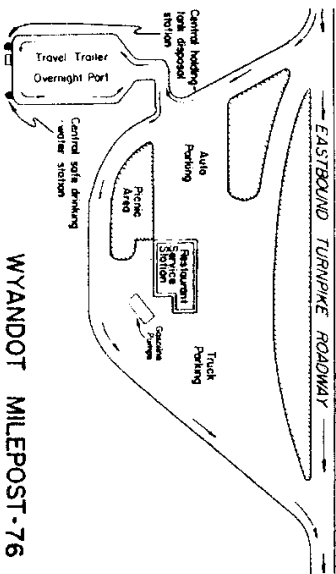 EASTBOUND TURNPIKE ROADWAY
Central holding-
tank disposal
station
Travel Trailer
Overnight Port
Central safe drinking
water station
Auto
Parking
Picnic
Area
Restaurant
Service
Station
Gasoline
Pumps
Truck
Parking
WYANDOT MILEPOST-76